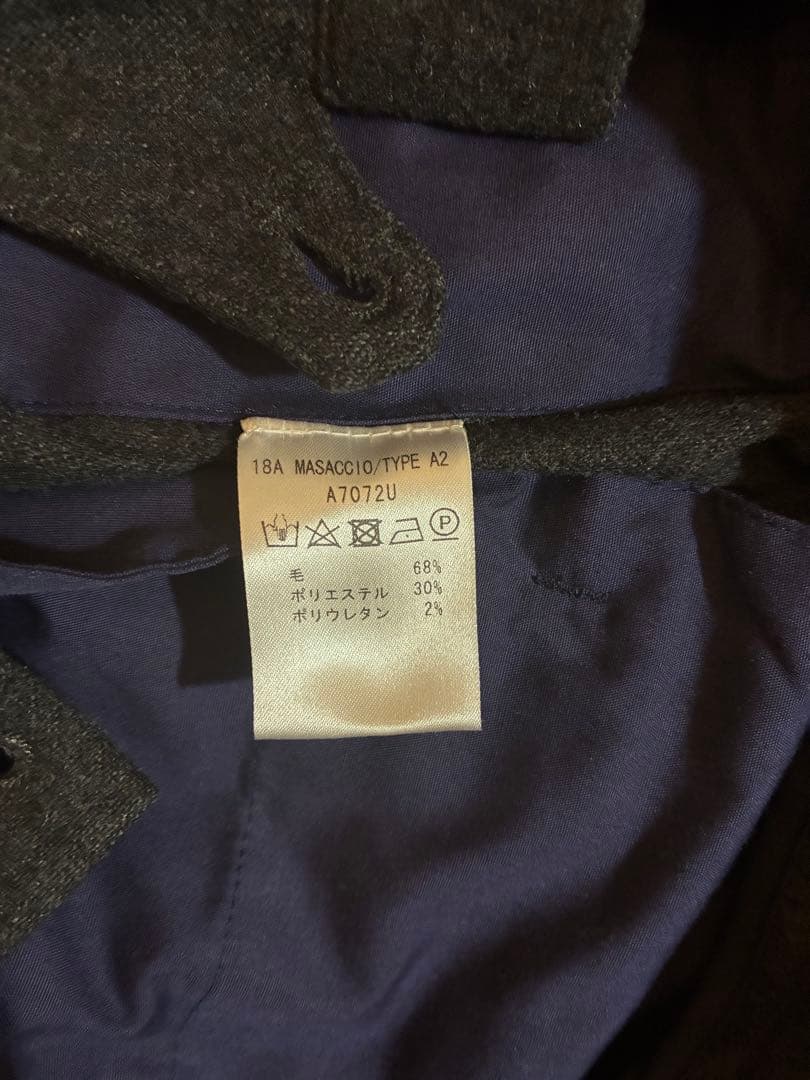 18A MASACCIO/TYPE A2
A7072U
P
毛 68%
ポリエステル 30%
ポリウレタン 2%